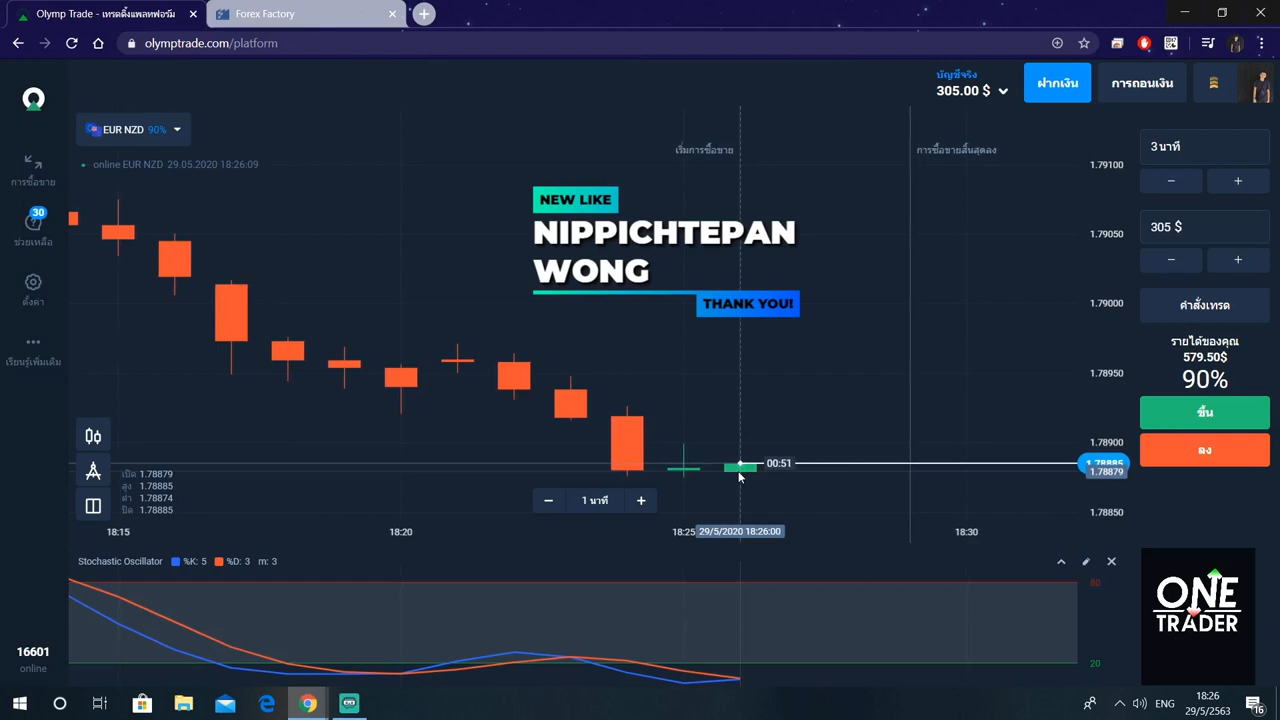 Olymp Trade - เทรดดิ้งแพลทฟอร์ม
Forex Factory
olymptrade.com/platform
บัญชีจริง
305.00 $
ฝากเงิน
การถอนเงิน
EUR NZD 90%
online EUR NZD 29.05.2020 18:26:09
การซื้อขาย
30
ช่วยเหลือ
ตั้งค่า
เรียนรู้เพิ่มเติม
16601
online
เริ่มการซื้อขาย
การซื้อขายสิ้นสุดลง
NEW LIKE
NIPPICHTEPAN
WONG
THANK YOU!
1.79100
1.79050
1.79000
1.78950
1.78900
1.78885
1.78879
1.78850
00:51
เปิด 1.78879
สูง 1.78885
ต่ำ 1.78874
ปิด 1.78885
− 1 นาที +
18:15
18:20
18:25
29/5/2020 18:26:00
18:30
Stochastic Oscillator %K: 5 %D: 3 m: 3
80
20
3 นาที
− +
305 $
− +
คำสั่งเทรด
รายได้ของคุณ
579.50$
90%
ขึ้น
ลง
ONE
TRADER
ENG
18:26
29/5/2563
16